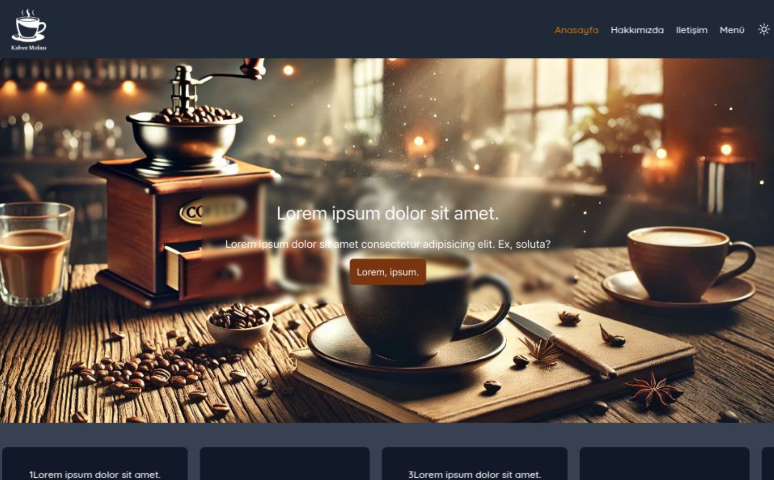 Kahve Molası
Anasayfa Hakkımızda İletişim Menü
Lorem ipsum dolor sit amet.
Lorem ipsum dolor sit amet consectetur adipisicing elit. Ex, soluta?
Lorem, ipsum.
1Lorem ipsum dolor sit amet.
3Lorem ipsum dolor sit amet.